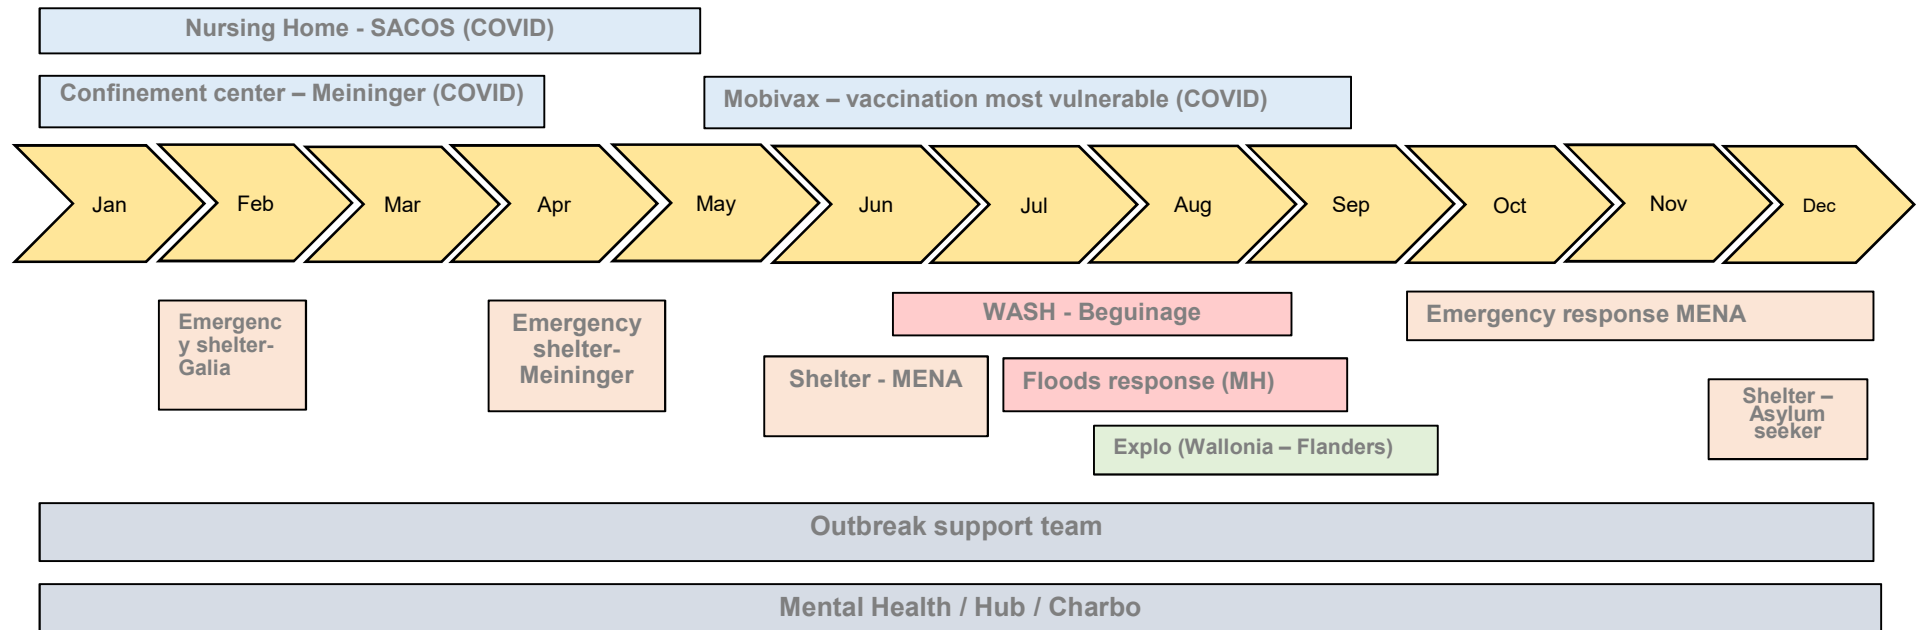 Nursing Home - SACOS (COVID)
Confinement center – Meininger (COVID)
Mobivax – vaccination most vulnerable (COVID)
Jan
Feb
Mar
Apr
May
Jun
Jul
Aug
Sep
Oct
Nov
Dec
Emergenc
y shelter-
Galia
Emergency
shelter-
Meininger
WASH - Beguinage
Emergency response MENA
Shelter - MENA
Floods response (MH)
Shelter –
Asylum
seeker
Explo (Wallonia – Flanders)
Outbreak support team
Mental Health / Hub / Charbo